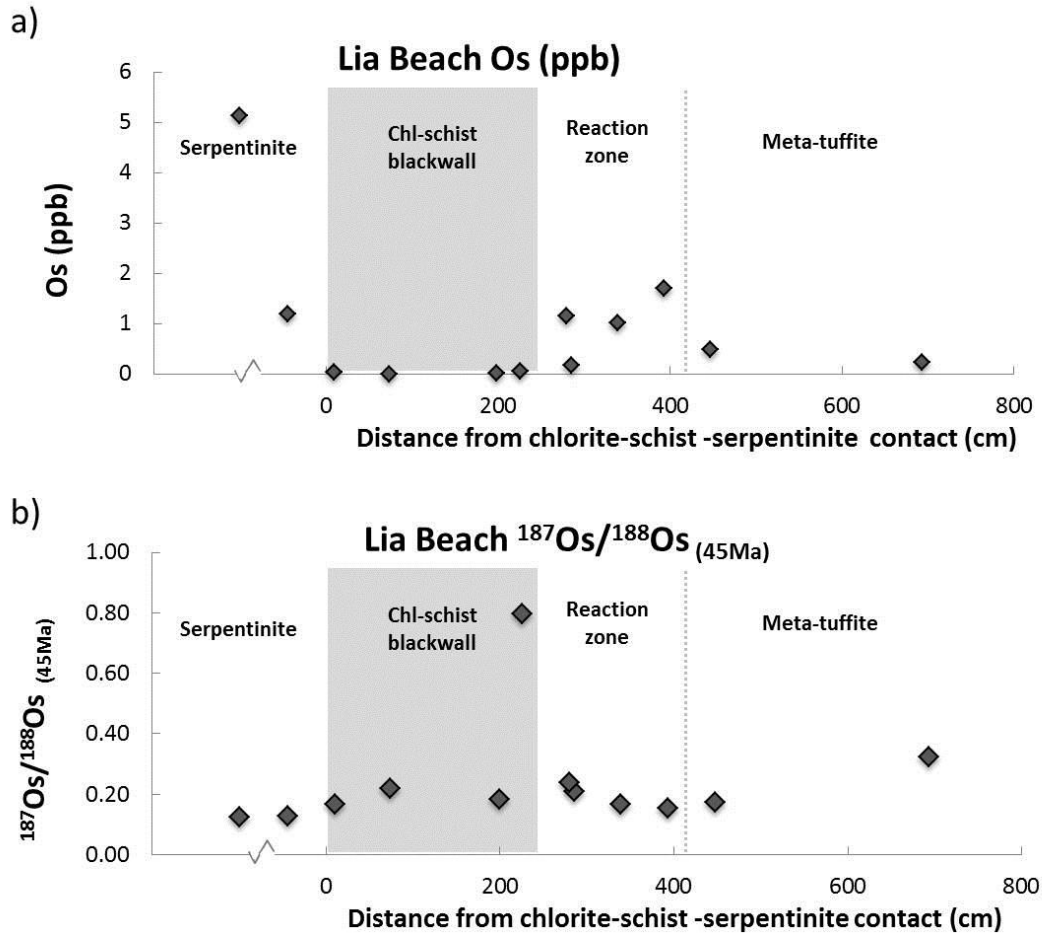 a)
Lia Beach Os (ppb)
6
5
4
3
2
1
0
Os (ppb)
Serpentinite
Chl-schist
blackwall
Reaction
zone
Meta-tuffite
0 200 400 600 800
Distance from chlorite-schist -serpentinite contact (cm)
b)
Lia Beach ¹⁸⁷Os/¹⁸⁸Os (45Ma)
1.00
0.80
0.60
0.40
0.20
0.00
¹⁸⁷Os/¹⁸⁸Os (45Ma)
Serpentinite
Chl-schist
blackwall
Reaction
zone
Meta-tuffite
0 200 400 600 800
Distance from chlorite-schist -serpentinite contact (cm)